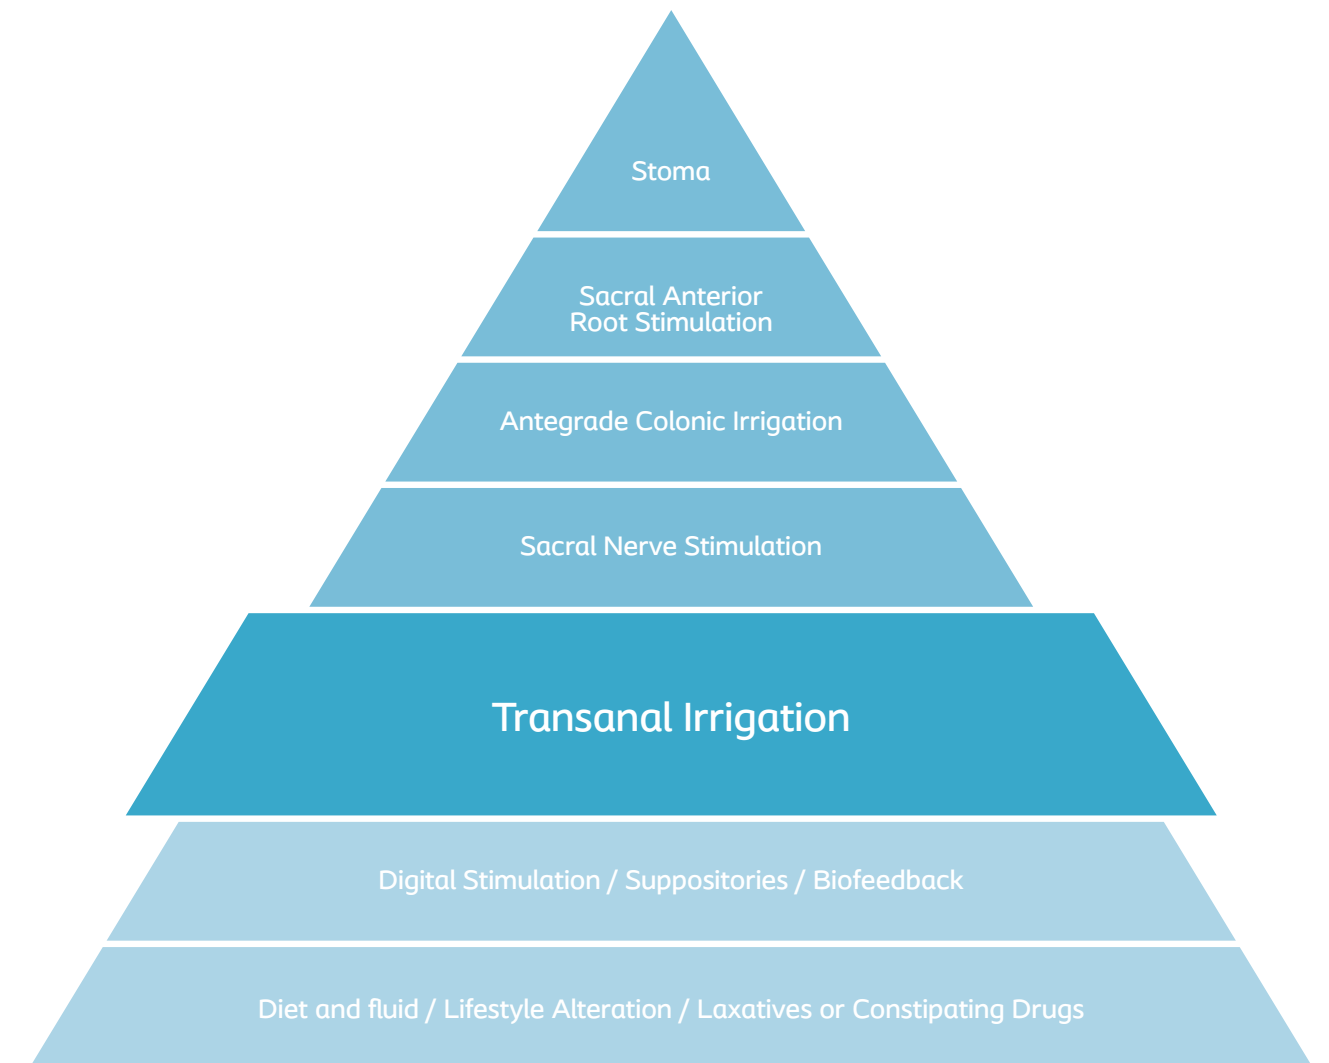 Stoma
Sacral Anterior
Root Stimulation
Antegrade Colonic Irrigation
Sacral Nerve Stimulation
Transanal Irrigation
Digital Stimulation / Suppositories / Biofeedback
Diet and fluid / Lifestyle Alteration / Laxatives or Constipating Drugs